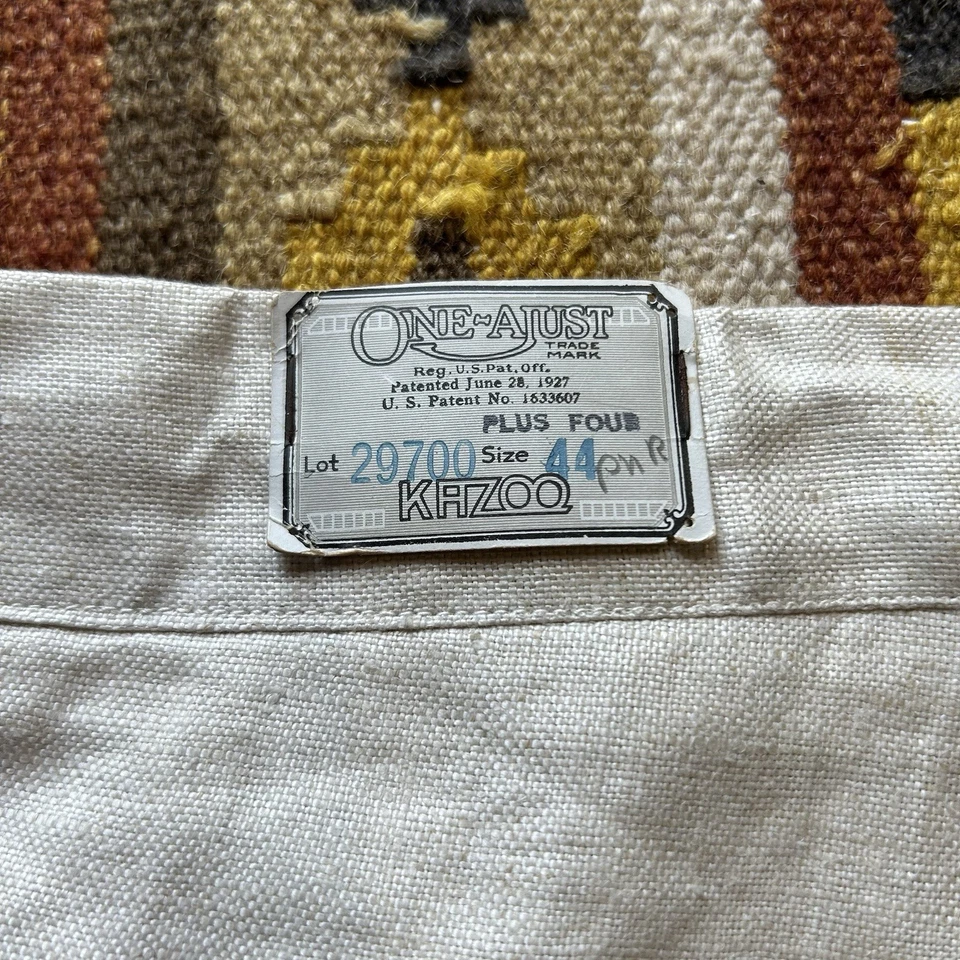 ONE-AJUST
TRADE
MARK
Reg. U.S. Pat. Off.
Patented June 28, 1927
U. S. Patent No. 1633607
PLUS FOUR
Lot 29700 Size 44
KAZOO